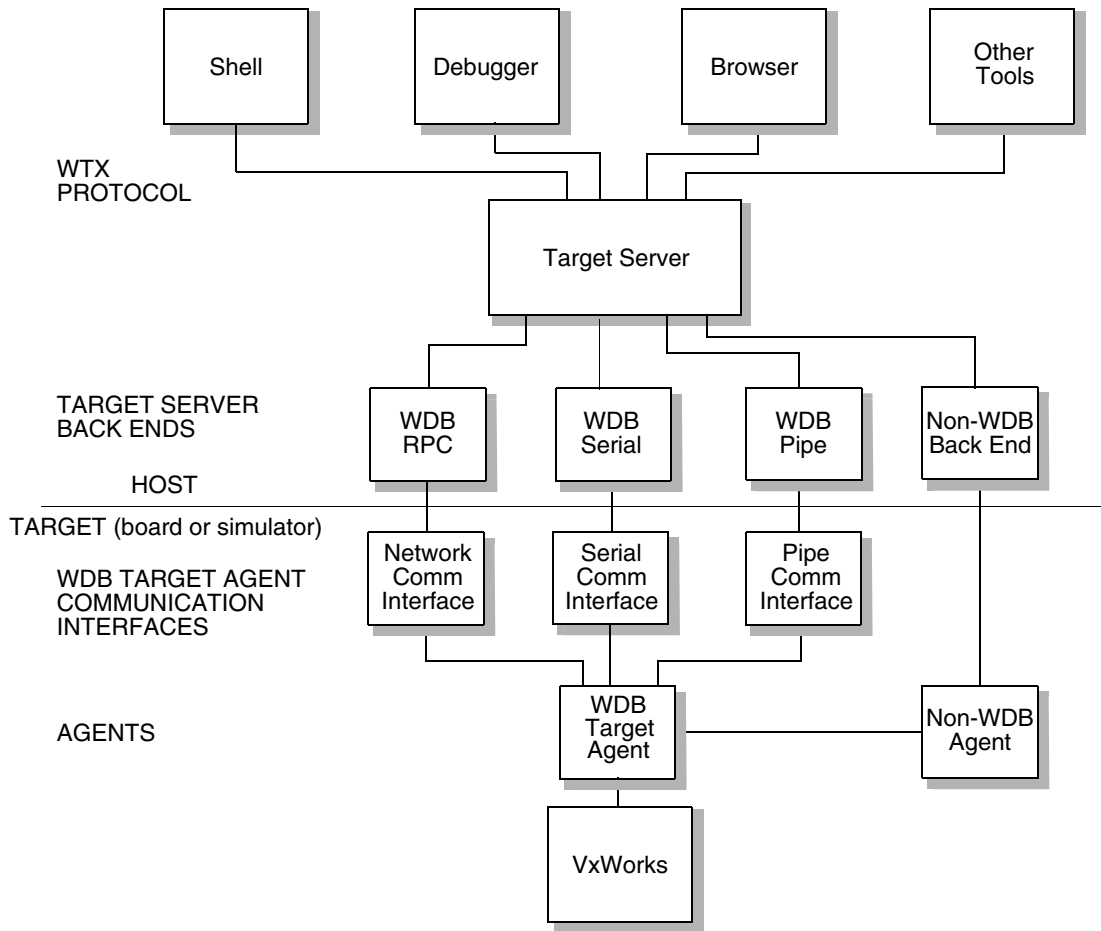 Shell
Debugger
Browser
Other
Tools
WTX
PROTOCOL
Target Server
TARGET SERVER
BACK ENDS
WDB
RPC
WDB
Serial
WDB
Pipe
Non-WDB
Back End
HOST
TARGET (board or simulator)
WDB TARGET AGENT
COMMUNICATION
INTERFACES
Network
Comm
Interface
Serial
Comm
Interface
Pipe
Comm
Interface
AGENTS
WDB
Target
Agent
Non-WDB
Agent
VxWorks